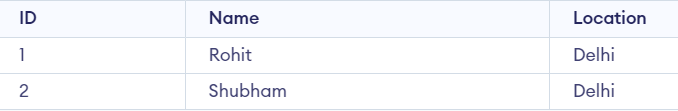 ID Name Location
1 Rohit Delhi
2 Shubham Delhi